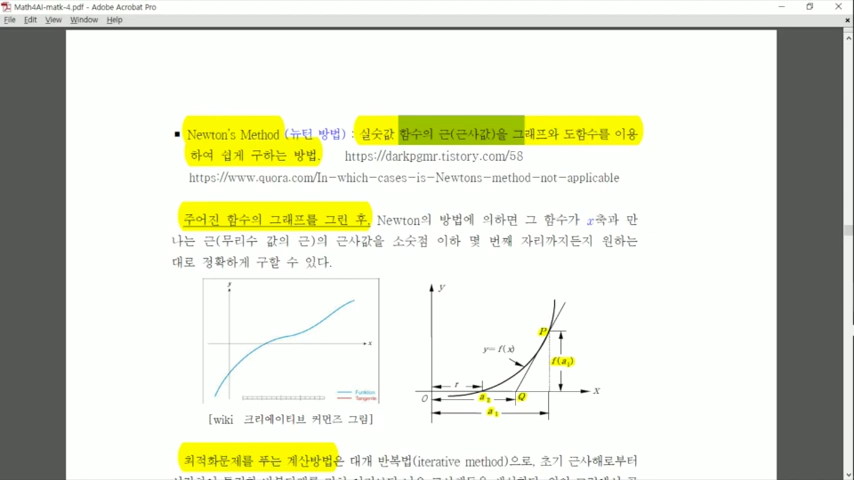 Math4AI-matk-4.pdf - Adobe Acrobat Pro
File Edit View Window Help
■ Newton's Method (뉴턴 방법) : 실숫값 함수의 근(근사값)을 그래프와 도함수를 이용
하여 쉽게 구하는 방법. https://darkpgmr.tistory.com/58
https://www.quora.com/In-which-cases-is-Newtons-method-not-applicable
주어진 함수의 그래프를 그린 후, Newton의 방법에 의하면 그 함수가 x축과 만
나는 근(무리수 값의 근)의 근사값을 소숫점 이하 몇 번째 자리까지든지 원하는
대로 정확하게 구할 수 있다.
y
x
Funktion
Tangente
y
P
y=f(x)
f(a₁)
r
O a₂ Q x
a₁
[wiki 크리에이티브 커먼즈 그림]
최적화문제를 푸는 계산방법은 대개 반복법(iterative method)으로, 초기 근사해로부터